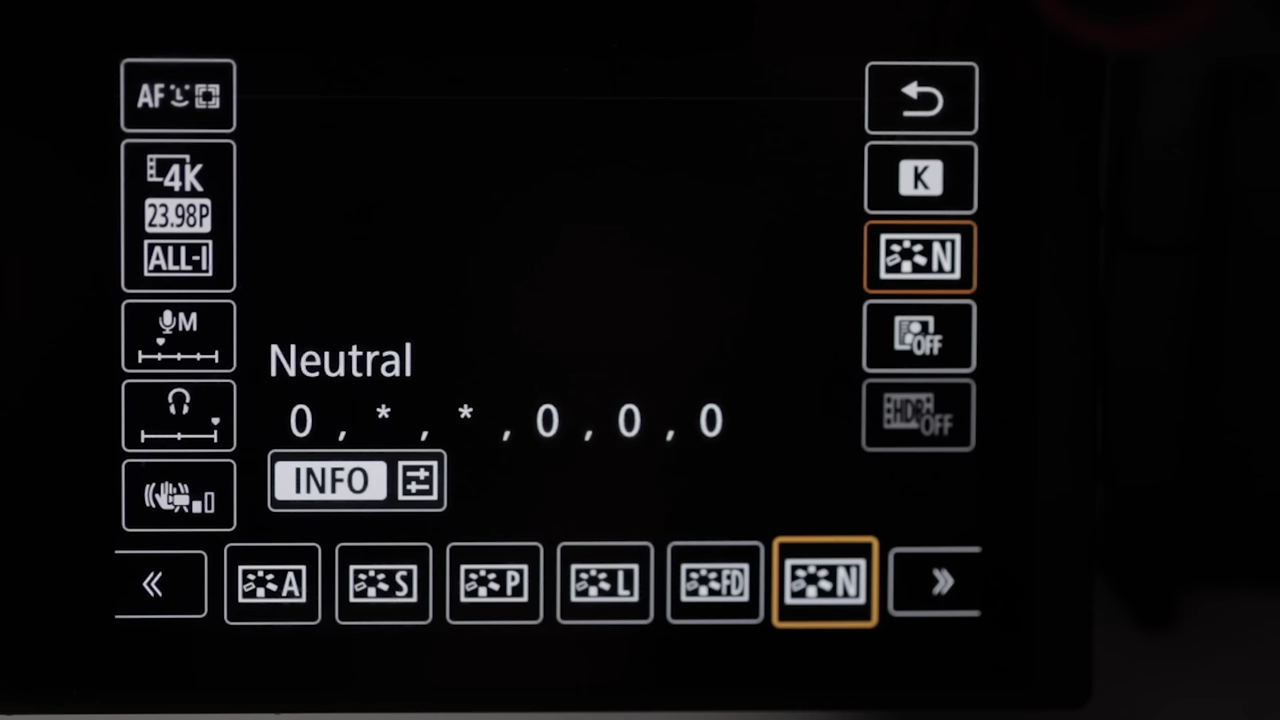 AF
4K
23.98P
ALL-I
M
K
N
OFF
HDR OFF
Neutral
0 , * , * , 0 , 0 , 0
INFO
A S P L FD N